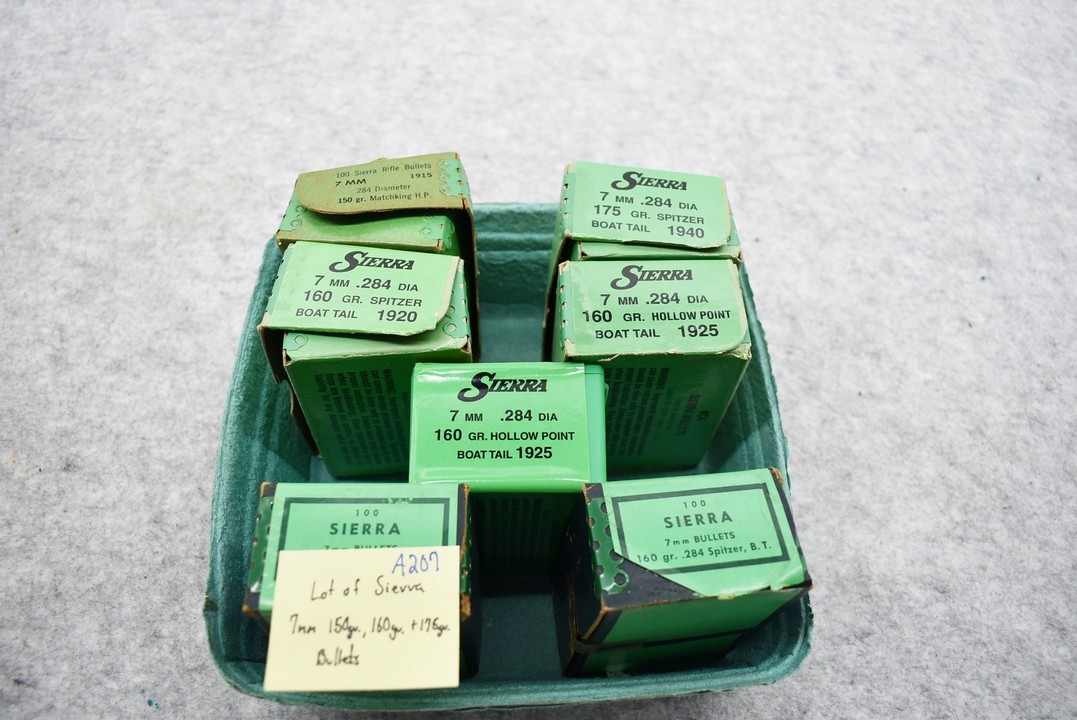 100 Sierra Rifle Bullets
7 MM 1915
.284 Diameter
150 gr. Matchking H.P.
SIERRA
7 MM .284 DIA
175 GR. SPITZER
BOAT TAIL 1940
SIERRA
7 MM .284 DIA
160 GR. SPITZER
BOAT TAIL 1920
SIERRA
7 MM .284 DIA
160 GR. HOLLOW POINT
BOAT TAIL 1925
SIERRA
7 MM .284 DIA
160 GR. HOLLOW POINT
BOAT TAIL 1925
100
SIERRA
7mm BULLETS
100
SIERRA
7mm BULLETS
160 gr. .284 Spitzer, B.T.
A207
Lot of Sierra
7mm 150gr., 160gr. + 175gr.
Bullets